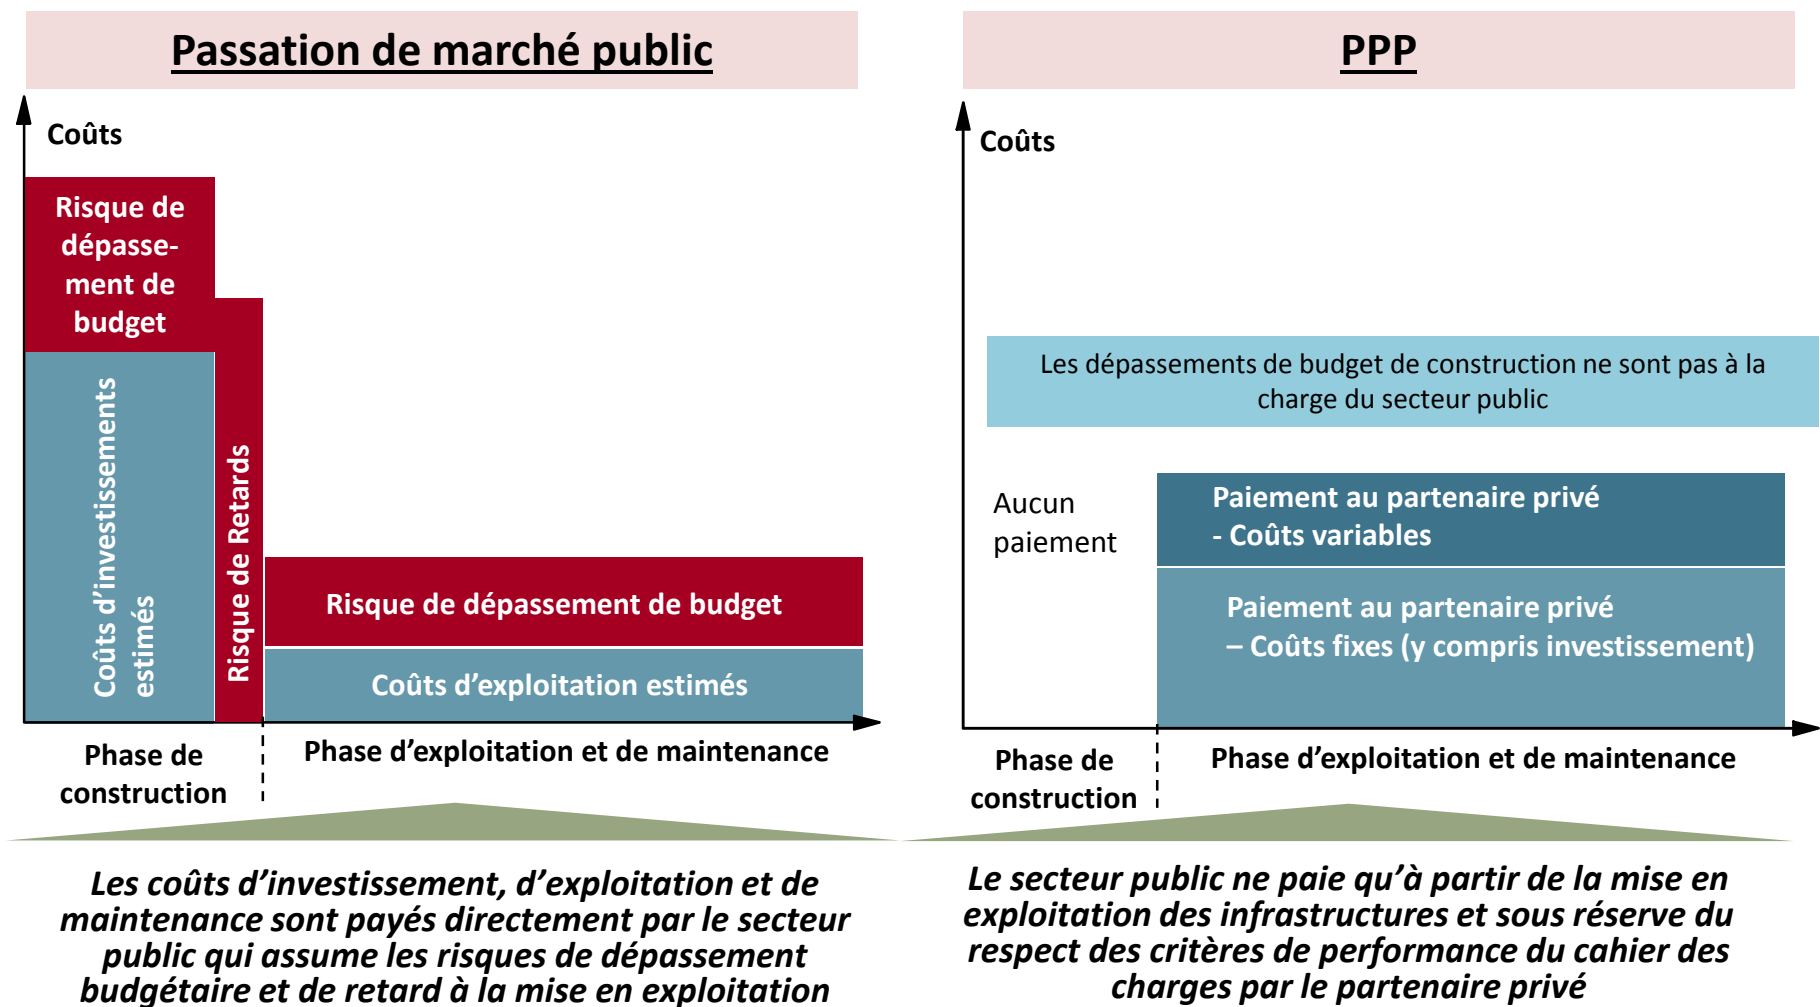 Passation de marché public
Coûts
Risque de
dépasse-
ment de
budget
Coûts d’investissements
estimés
Risque de Retards
Risque de dépassement de budget
Coûts d’exploitation estimés
Phase de
construction
Phase d’exploitation et de maintenance
Les coûts d’investissement, d’exploitation et de
maintenance sont payés directement par le secteur
public qui assume les risques de dépassement
budgétaire et de retard à la mise en exploitation
PPP
Coûts
Les dépassements de budget de construction ne sont pas à la
charge du secteur public
Aucun
paiement
Paiement au partenaire privé
- Coûts variables
Paiement au partenaire privé
– Coûts fixes (y compris investissement)
Phase de
construction
Phase d’exploitation et de maintenance
Le secteur public ne paie qu’à partir de la mise en
exploitation des infrastructures et sous réserve du
respect des critères de performance du cahier des
charges par le partenaire privé